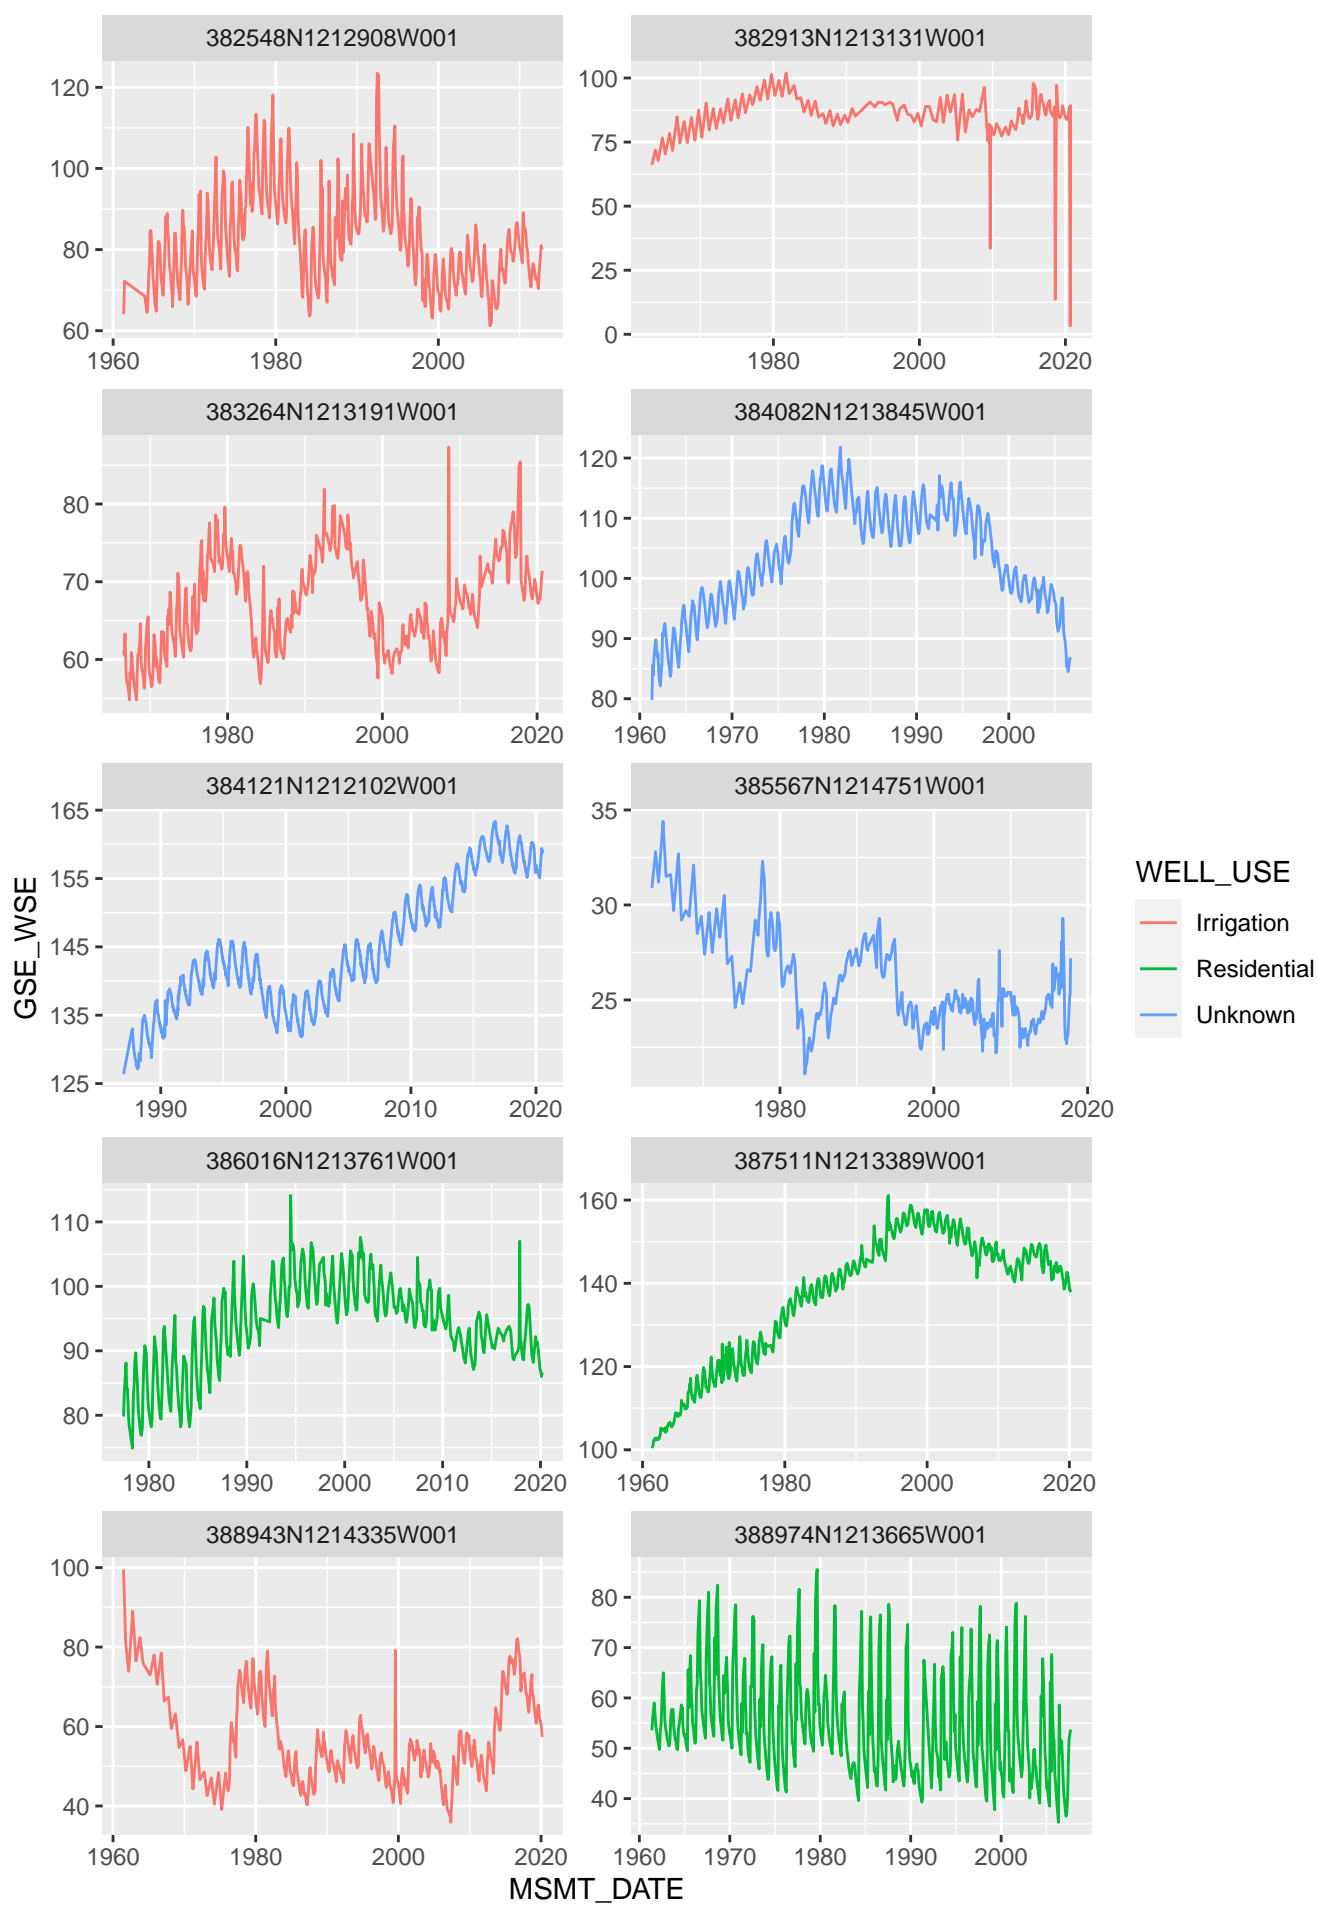 382548N1212908W001 382913N1213131W001
120
100
80
60
1960 1980 2000
100
75
50
25
0
1980 2000 2020
383264N1213191W001 384082N1213845W001
80
70
60
1980 2000 2020
120
110
100
90
80
1960 1970 1980 1990 2000
384121N1212102W001 385567N1214751W001
165
155
145
135
125
1990 2000 2010 2020
35
30
25
1980 2000 2020
386016N1213761W001 387511N1213389W001
110
100
90
80
1980 1990 2000 2010 2020
160
140
120
100
1960 1980 2000 2020
388943N1214335W001 388974N1213665W001
100
80
60
40
1960 1980 2000 2020
80
70
60
50
40
1960 1970 1980 1990 2000
GSE_WSE
MSMT_DATE
WELL_USE
Irrigation
Residential
Unknown